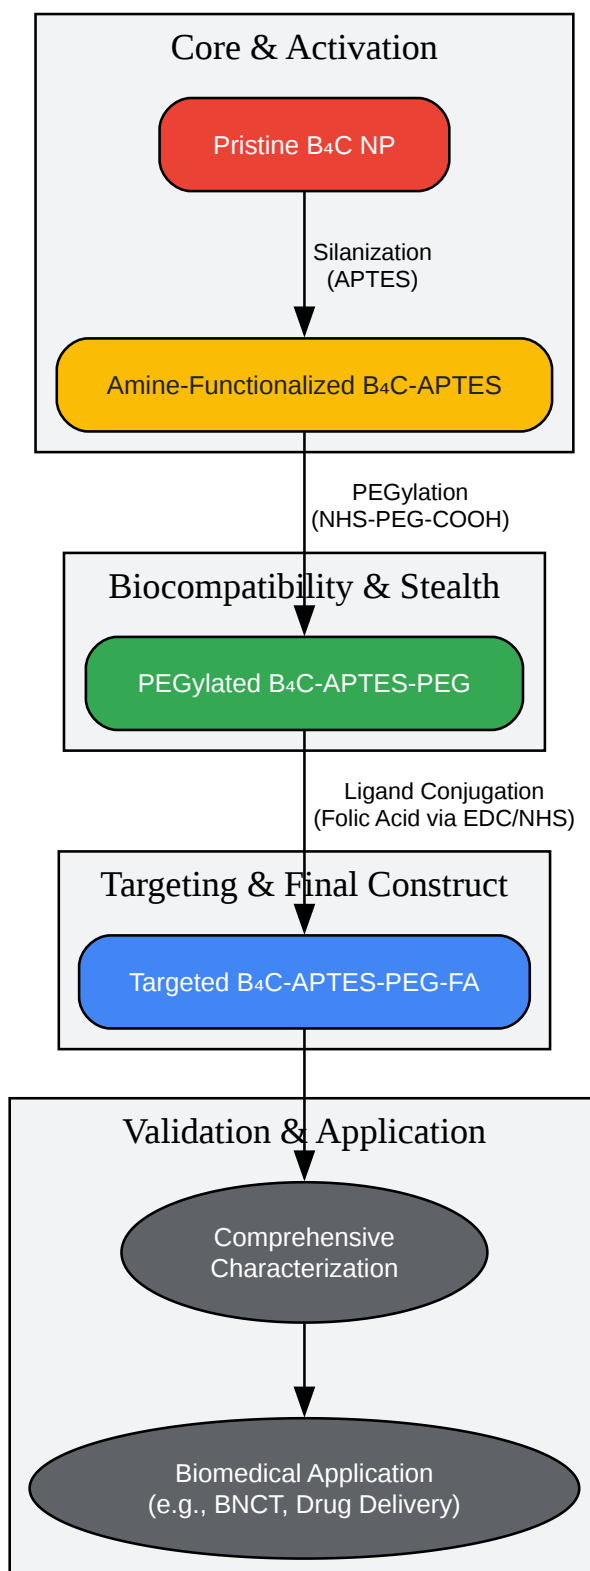 Core & Activation
Pristine B₄C NP
Silanization
(APTES)
Amine-Functionalized B₄C-APTES
PEGylation
(NHS-PEG-COOH)
Biocompatibility & Stealth
PEGylated B₄C-APTES-PEG
Ligand Conjugation
(Folic Acid via EDC/NHS)
Targeting & Final Construct
Targeted B₄C-APTES-PEG-FA
Validation & Application
Comprehensive
Characterization
Biomedical Application
(e.g., BNCT, Drug Delivery)